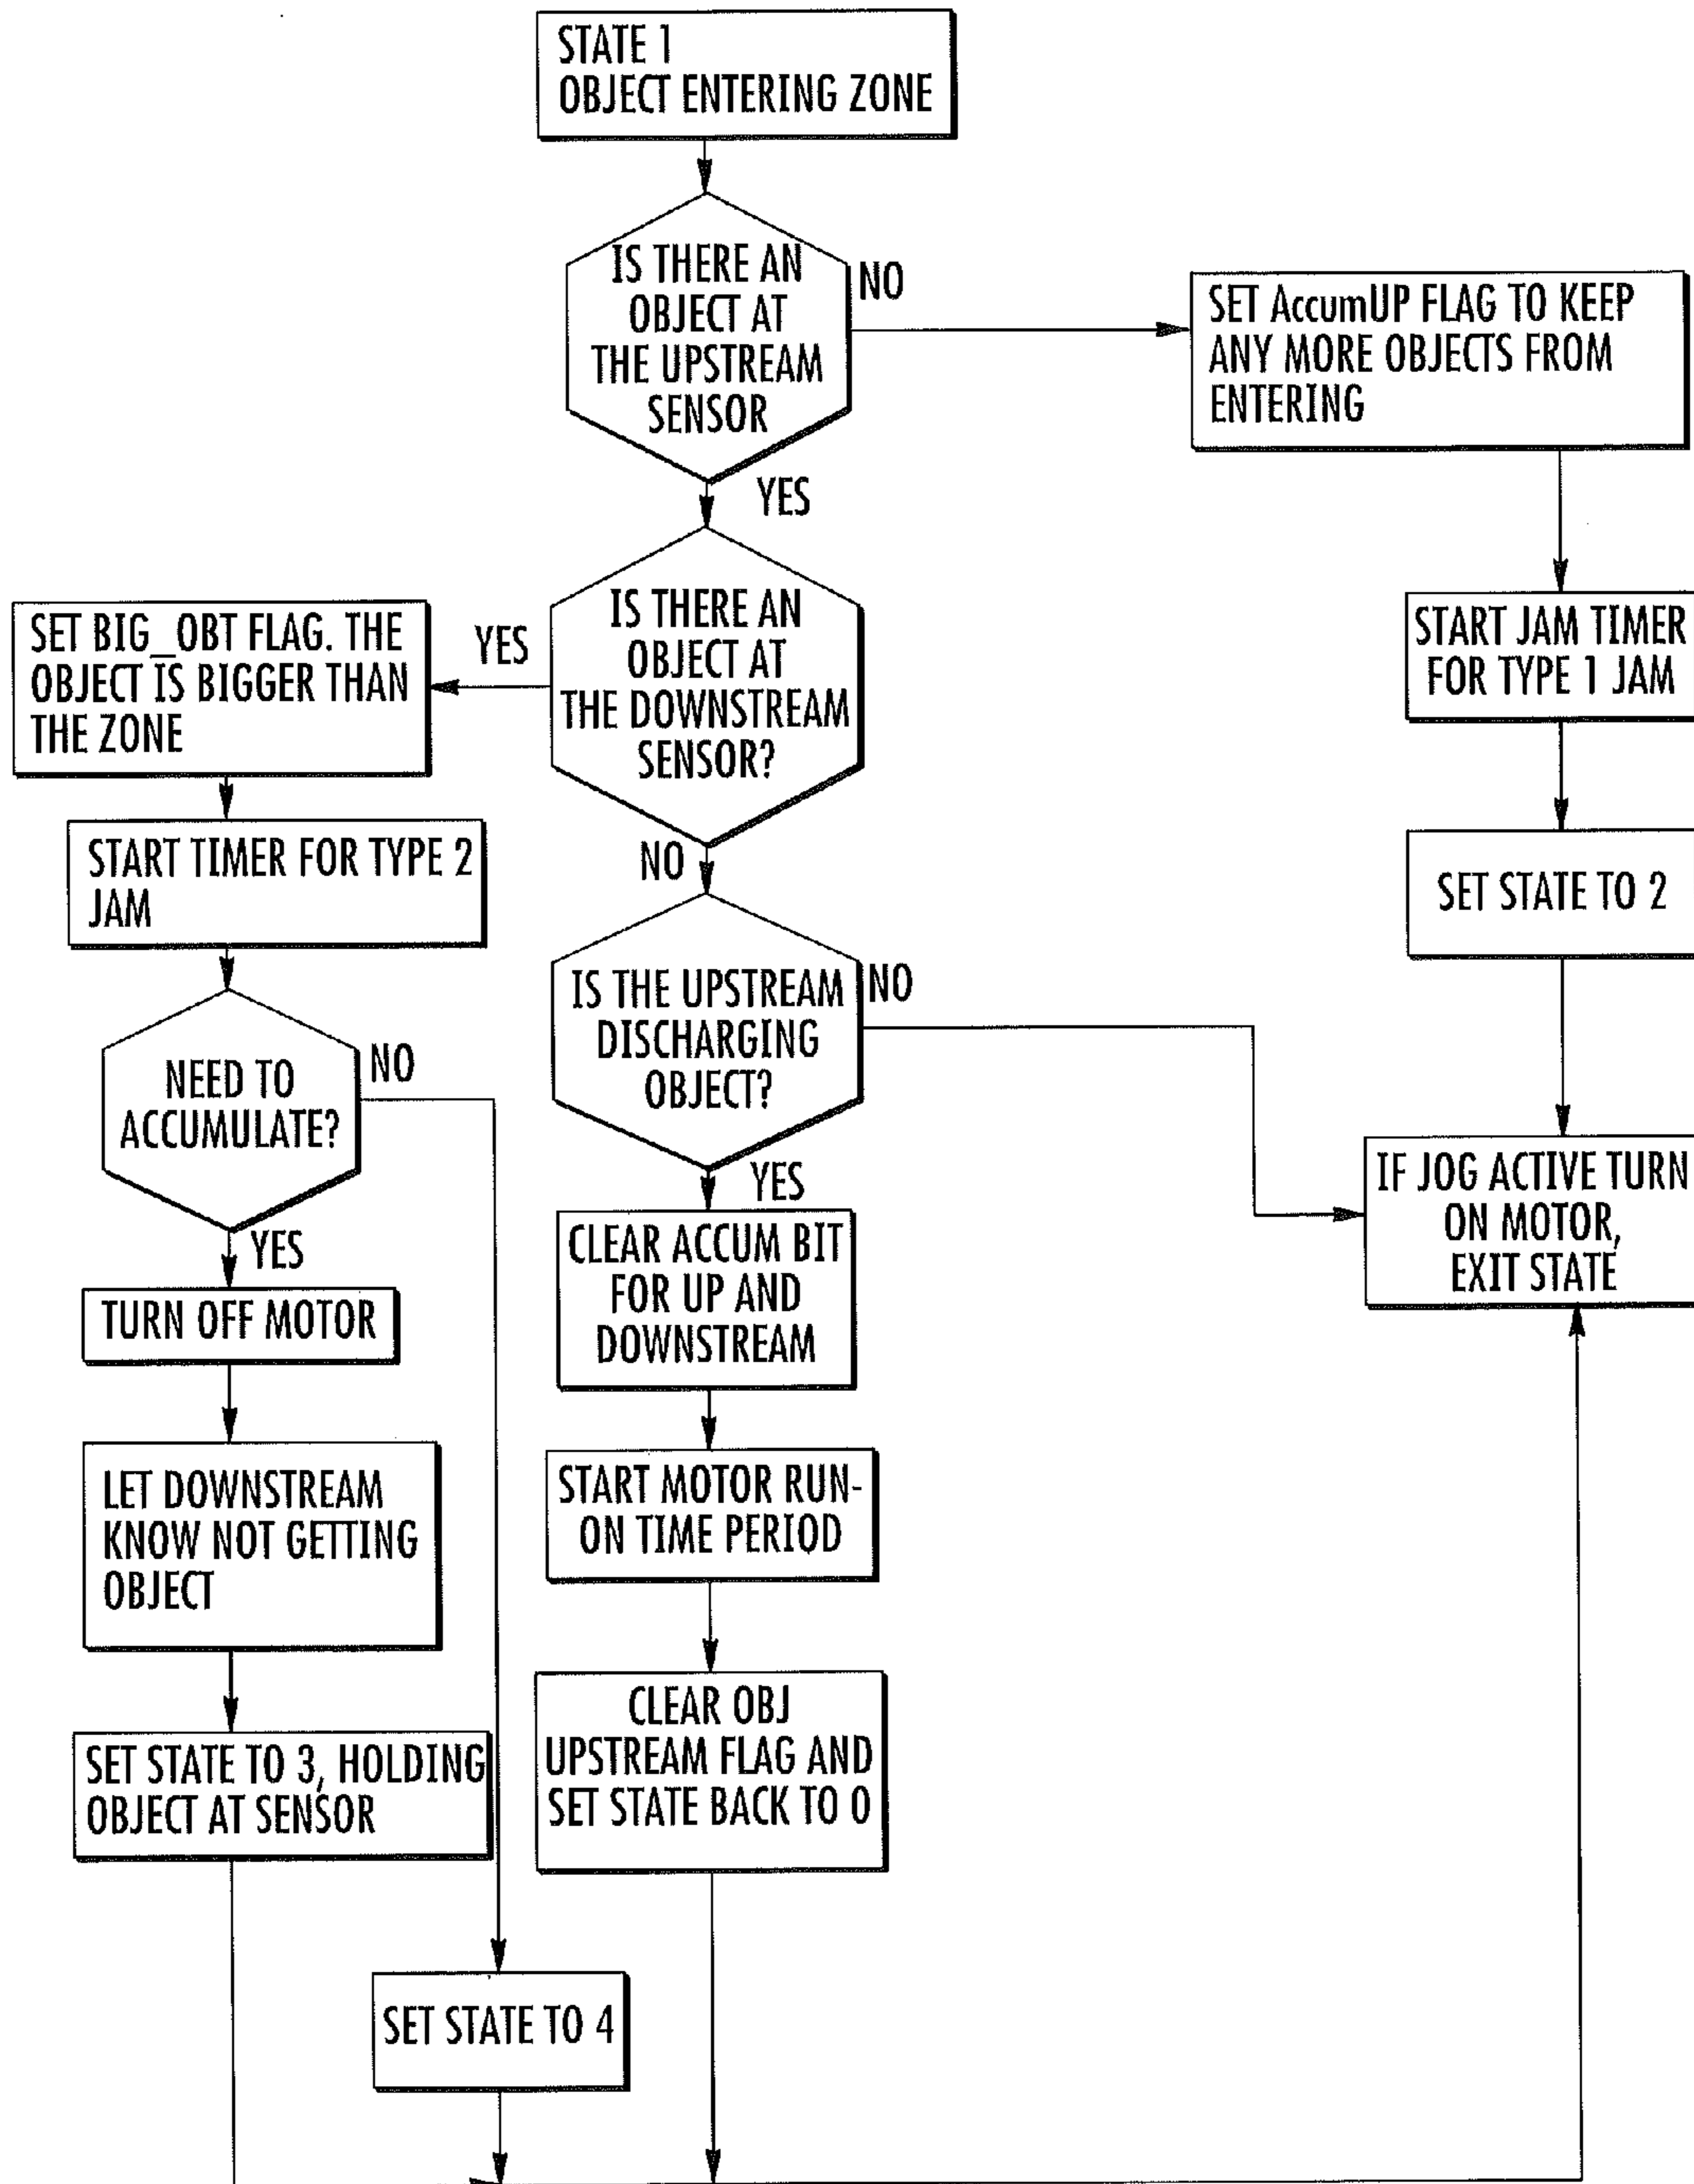 STATE 1
OBJECT ENTERING ZONE
IS THERE AN
OBJECT AT
THE UPSTREAM
SENSOR
NO
SET AccumUP FLAG TO KEEP
ANY MORE OBJECTS FROM
ENTERING
YES
IS THERE AN
OBJECT AT
THE DOWNSTREAM
SENSOR?
YES
SET BIG_OBT FLAG. THE
OBJECT IS BIGGER THAN
THE ZONE
START JAM TIMER
FOR TYPE 1 JAM
START TIMER FOR TYPE 2
JAM
NO
SET STATE TO 2
IS THE UPSTREAM
DISCHARGING
OBJECT?
NO
NEED TO
ACCUMULATE?
NO
YES
IF JOG ACTIVE TURN
ON MOTOR,
EXIT STATE
YES
CLEAR ACCUM BIT
FOR UP AND
DOWNSTREAM
TURN OFF MOTOR
LET DOWNSTREAM
KNOW NOT GETTING
OBJECT
START MOTOR RUN-
ON TIME PERIOD
CLEAR OBJ
UPSTREAM FLAG AND
SET STATE BACK TO 0
SET STATE TO 3, HOLDING
OBJECT AT SENSOR
SET STATE TO 4